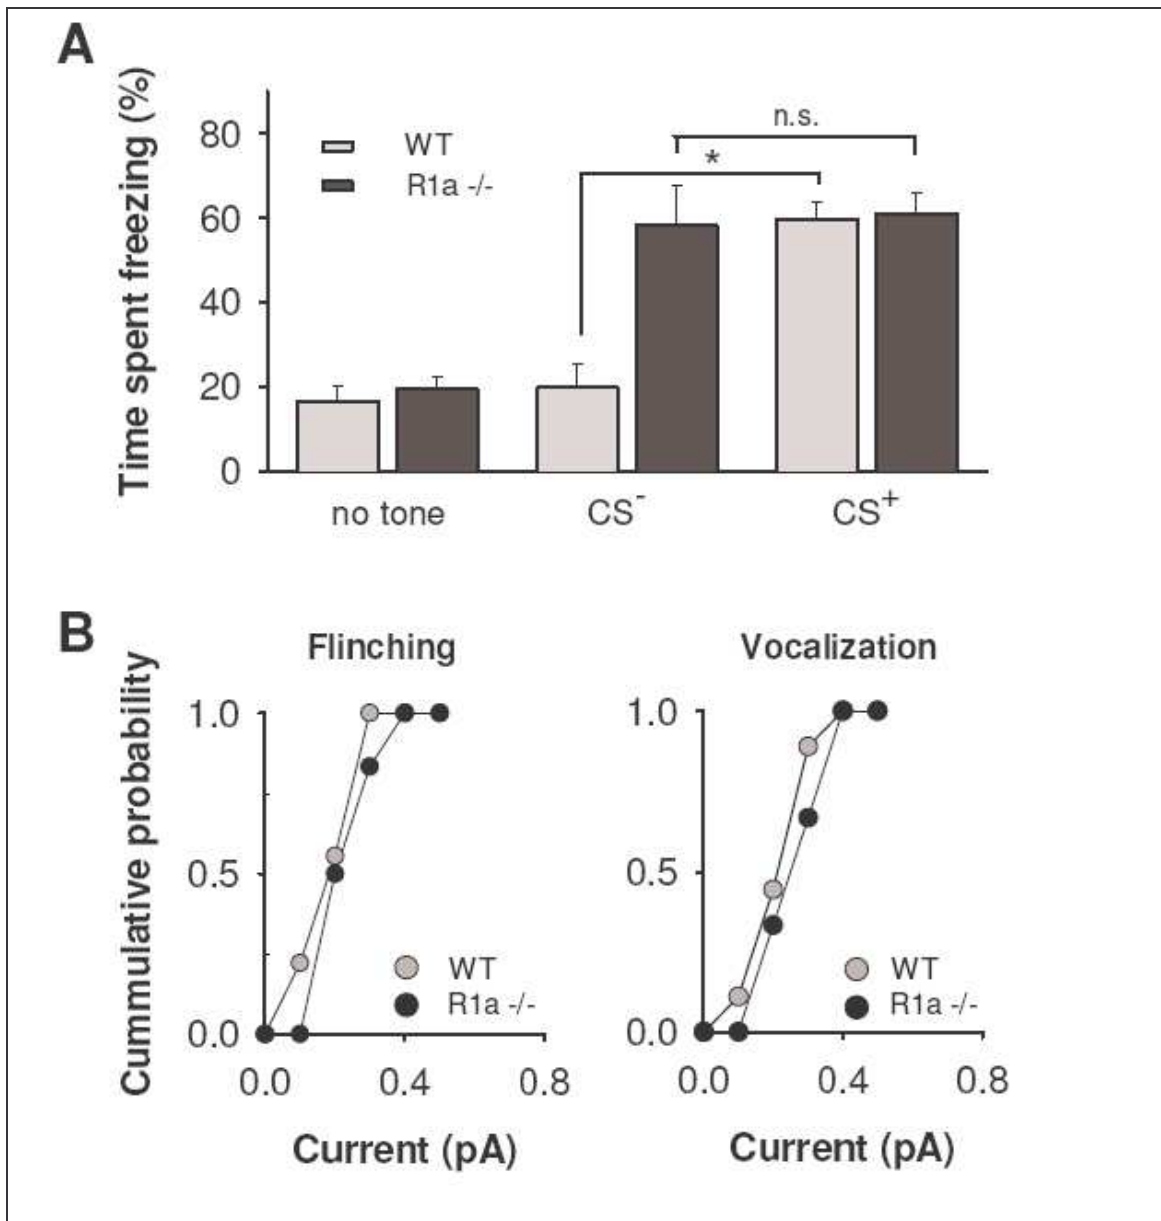 A
Time spent freezing (%)
80
60
40
20
0
WT
R1a -/-
n.s.
*
no tone
CS-
CS+
B
Cummulative probability
Flinching
1.0
0.5
0.0
WT
R1a -/-
0.0 0.4 0.8
Current (pA)
Vocalization
1.0
0.5
0.0
WT
R1a -/-
0.0 0.4 0.8
Current (pA)